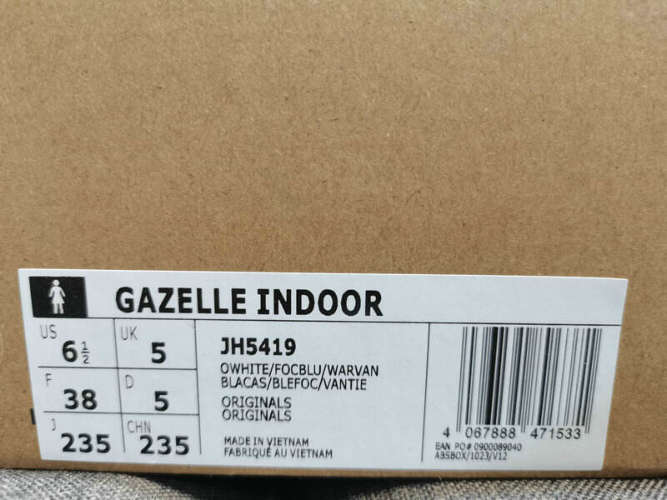 GAZELLE INDOOR
US 6½ UK 5
F 38 D 5
J 235 CHN 235
JH5419
OWHITE/FOCBLU/WARVAN
BLACAS/BLEFOC/VANTIE
ORIGINALS
ORIGINALS
MADE IN VIETNAM
FABRIQUÉ AU VIETNAM
4 067888 471533
EAN PO# 0900089040
ABSBOX/1023/V12